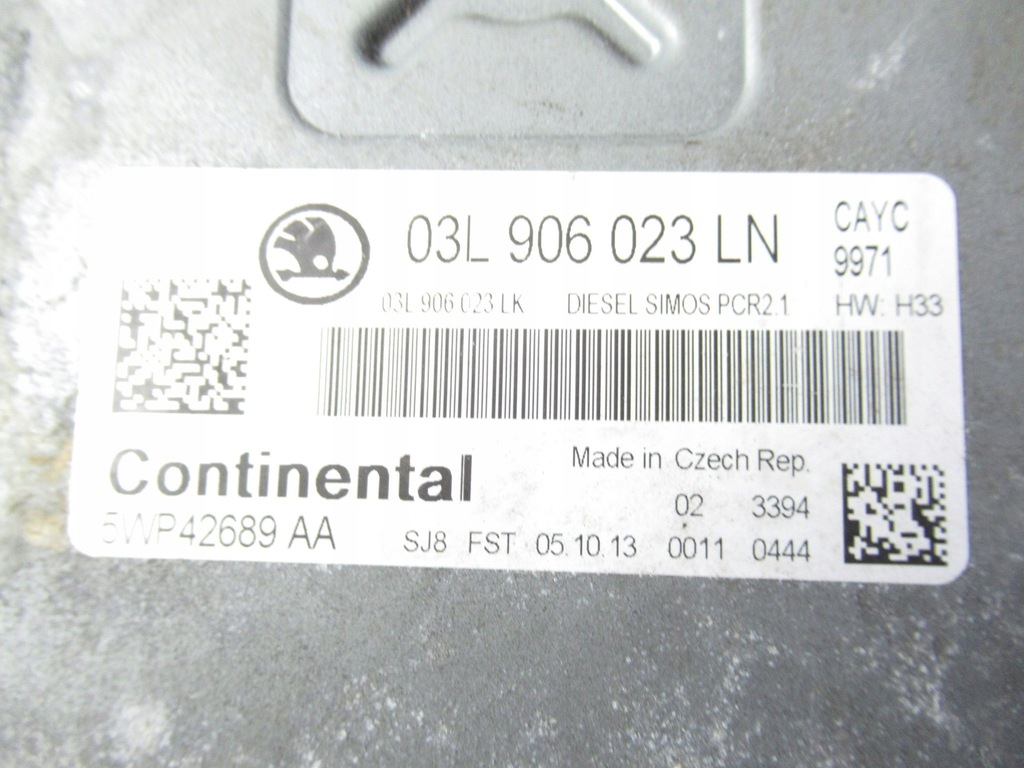 03L 906 023 LN
CAYC
9971
03L 906 023 LK DIESEL SIMOS PCR2.1 HW: H33
Continental
Made in Czech Rep.
02 3394
5WP42689 AA
SJ8 FST 05.10.13 0011 0444